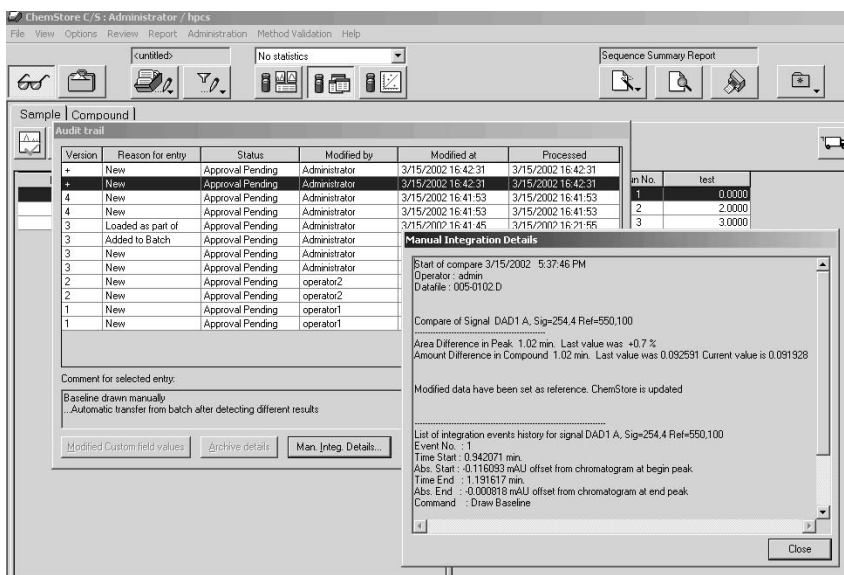 ChemStore C/S : Administrator / hpcs
File View Options Review Report Administration Method Validation Help
<untitled> No statistics Sequence Summary Report
Sample Compound
Audit trail
Version Reason for entry Status Modified by Modified at Processed
+ New Approval Pending Administrator 3/15/2002 16:42:31 3/15/2002 16:42:31
+ New Approval Pending Administrator 3/15/2002 16:42:31 3/15/2002 16:42:31
4 New Approval Pending Administrator 3/15/2002 16:41:53 3/15/2002 16:41:53
4 New Approval Pending Administrator 3/15/2002 16:41:53 3/15/2002 16:41:53
3 Loaded as part of Approval Pending Administrator 3/15/2002 16:41:45 3/15/2002 16:21:55
3 Added to Batch Approval Pending Administrator
3 New Approval Pending Administrator
3 New Approval Pending Administrator
2 New Approval Pending operator2
2 New Approval Pending operator2
1 New Approval Pending operator1
1 New Approval Pending operator1
un No. test
1 0.0000
2 2.0000
3 3.0000
Comment for selected entry:
Baseline drawn manually
...Automatic transfer from batch after detecting different results
Modified Custom field values Archive details Man. Integ. Details...
Manual Integration Details
Start of compare 3/15/2002 5:37:46 PM
Operator : admin
Datafile : 005-0102.D
Compare of Signal DAD1 A, Sig=254,4 Ref=550,100
Area Difference in Peak 1.02 min. Last value was +0.7 %
Amount Difference in Compound 1.02 min. Last value was 0.092591 Current value is 0.091928
Modified data have been set as reference. ChemStore is updated
List of integration events history for signal DAD1 A, Sig=254,4 Ref=550,100
Event No. : 1
Time Start : 0.942071 min.
Abs. Start : -0.116093 mAU offset from chromatogram at begin peak
Time End : 1.191617 min.
Abs. End : -0.000818 mAU offset from chromatogram at end peak
Command : Draw Baseline
Close